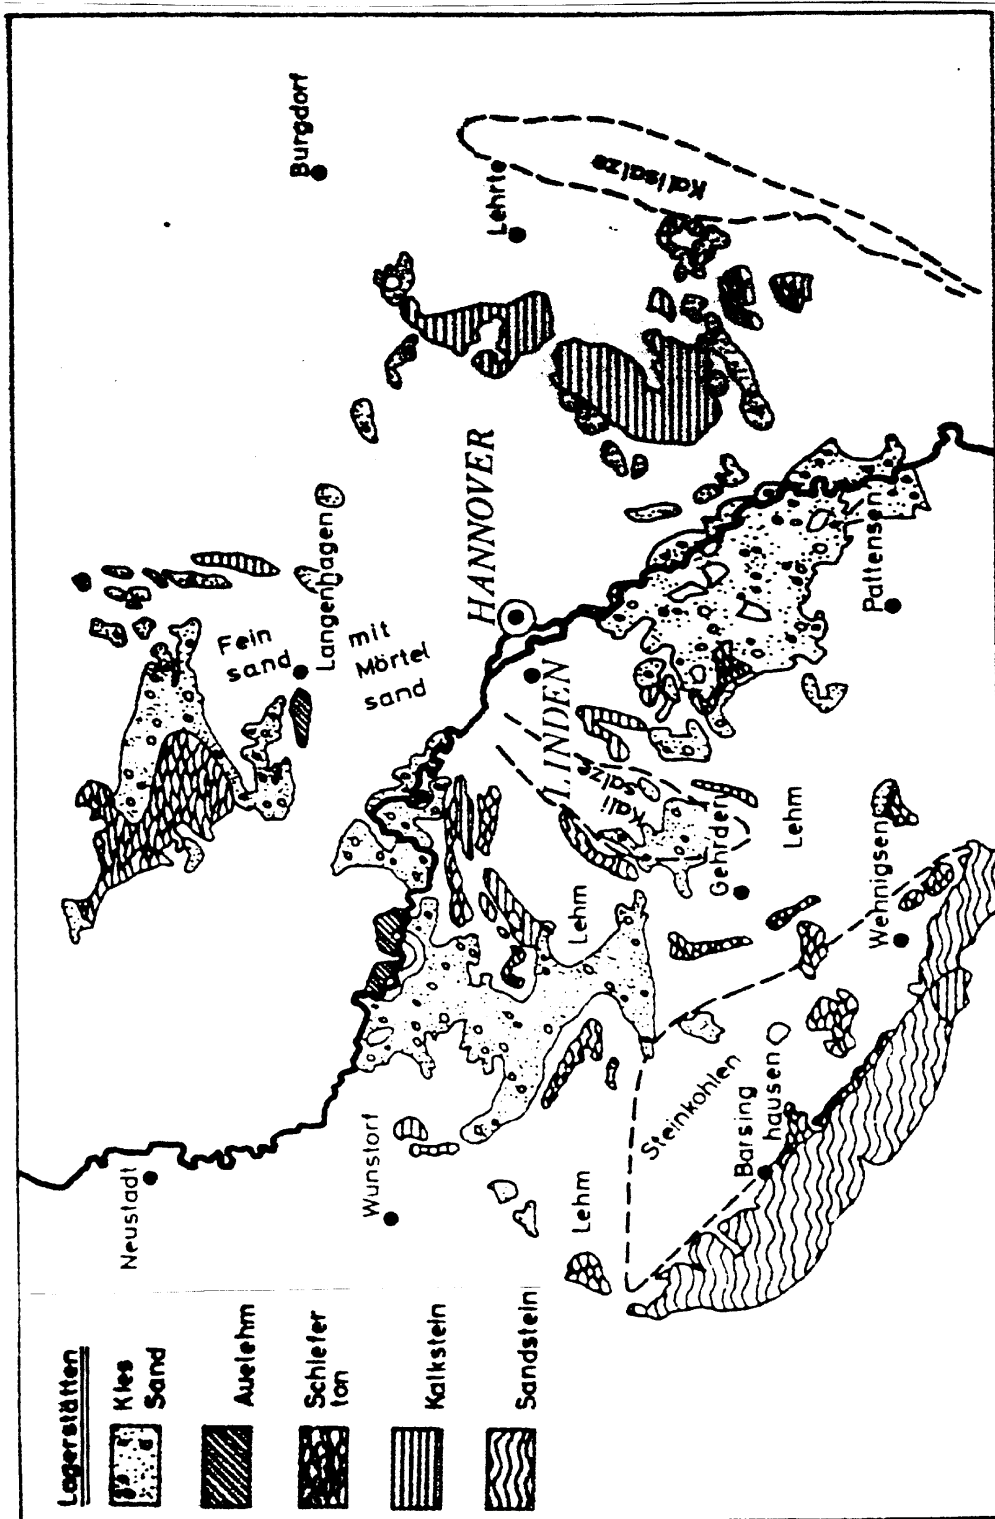 Burgdorf
Lehrte
Kalisalze
HANNOVER
Langenhagen
Fein
sand
mit
Mörtel
sand
LINDEN
Pattensen
Kali
salze
Gehrden
Lehm
Lehm
Wehnigsen
Steinkohlen
Barsing
hausen
Neustadt
Wunstorf
Lehm
Lagerstätten
Kies
Sand
Auelehm
Schiefer
ton
Kalkstein
Sandstein